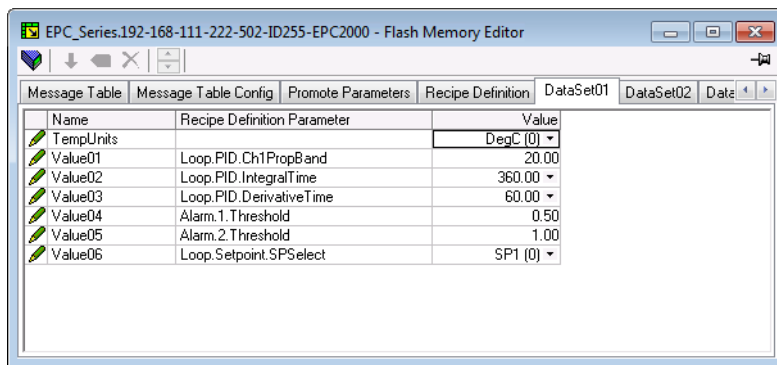 EPC_Series.192-168-111-222-502-ID255-EPC2000 - Flash Memory Editor
Message Table Message Table Config Promote Parameters Recipe Definition DataSet01 DataSet02 Data
Name Recipe Definition Parameter Value
TempUnits DegC (0)
Value01 Loop.PID.Ch1PropBand 20.00
Value02 Loop.PID.IntegralTime 360.00
Value03 Loop.PID.DerivativeTime 60.00
Value04 Alarm.1.Threshold 0.50
Value05 Alarm.2.Threshold 1.00
Value06 Loop.Setpoint.SPSelect SP1 (0)